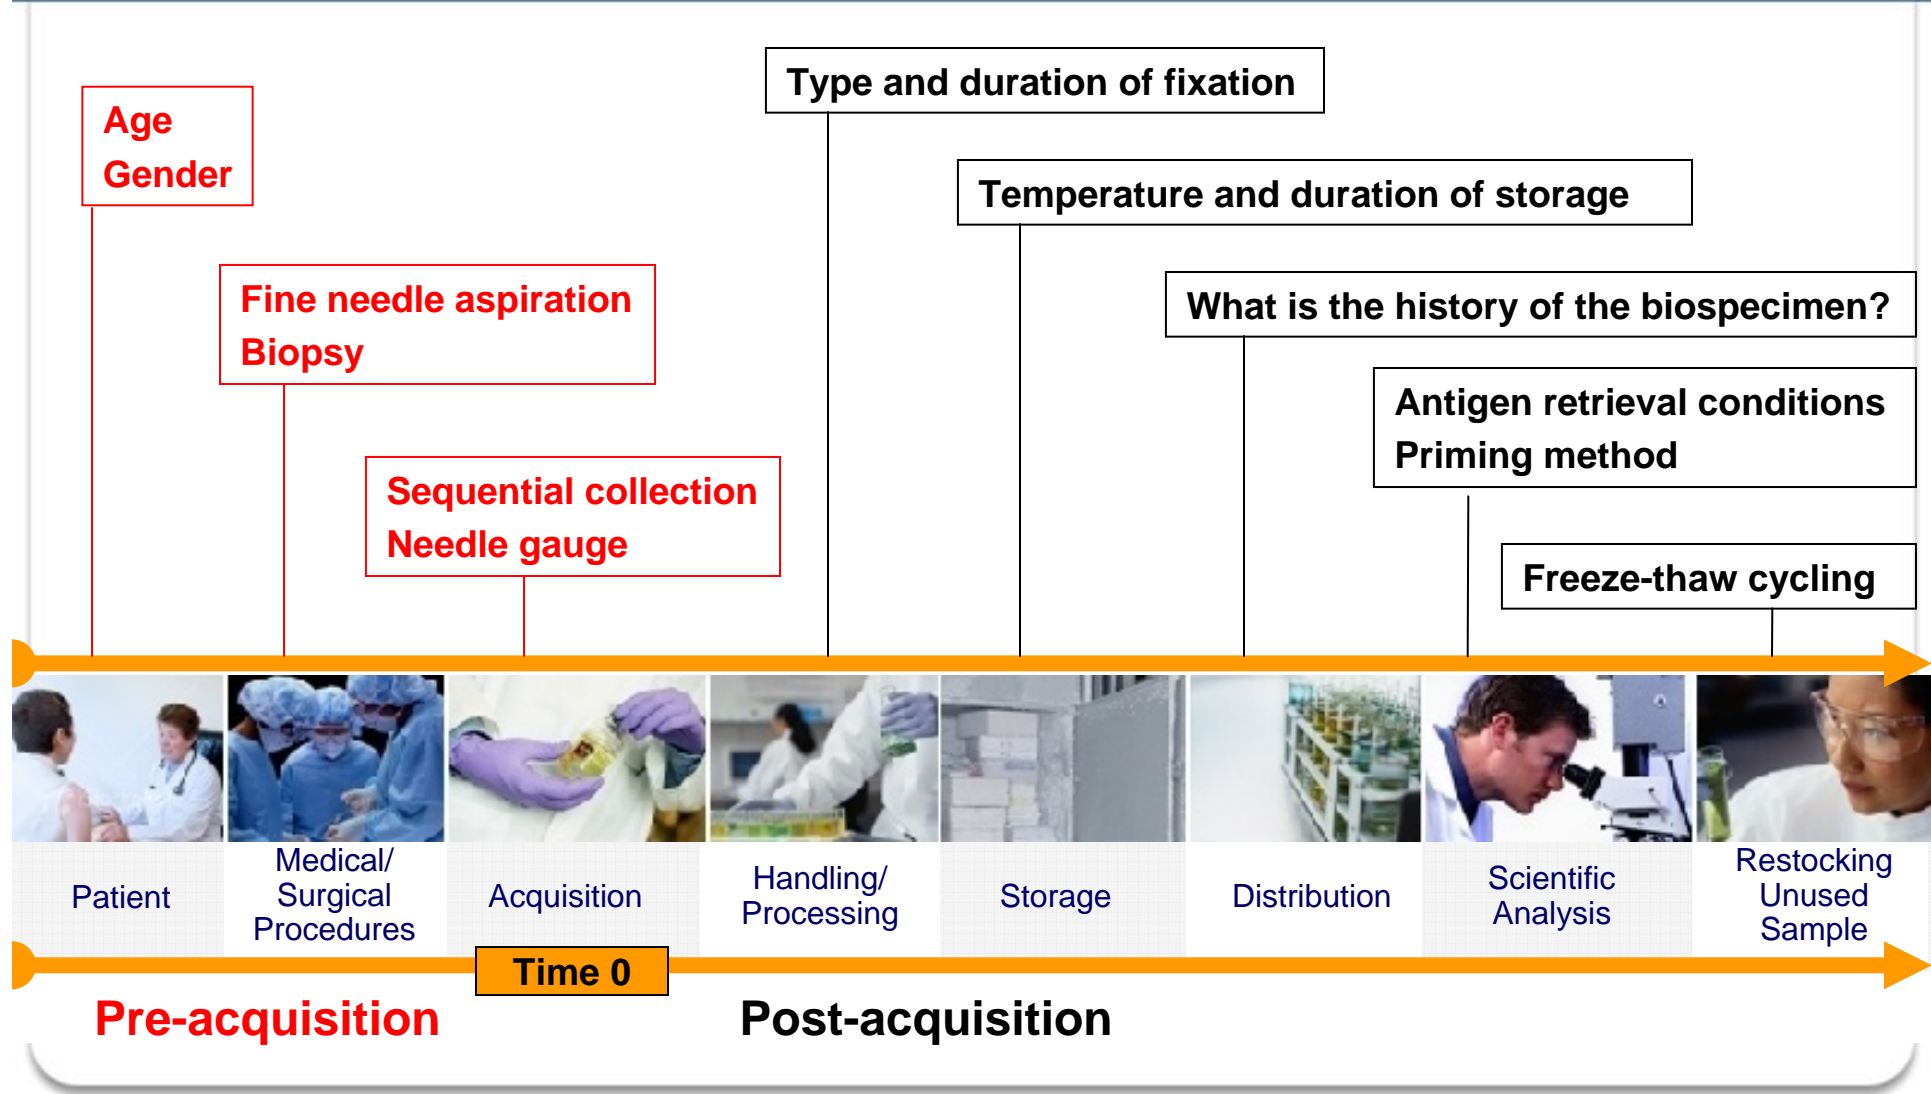 Age
Gender
Type and duration of fixation
Temperature and duration of storage
Fine needle aspiration
Biopsy
What is the history of the biospecimen?
Antigen retrieval conditions
Priming method
Sequential collection
Needle gauge
Freeze-thaw cycling
Patient
Medical/
Surgical
Procedures
Acquisition
Handling/
Processing
Storage
Distribution
Scientific
Analysis
Restocking
Unused
Sample
Time 0
Pre-acquisition
Post-acquisition